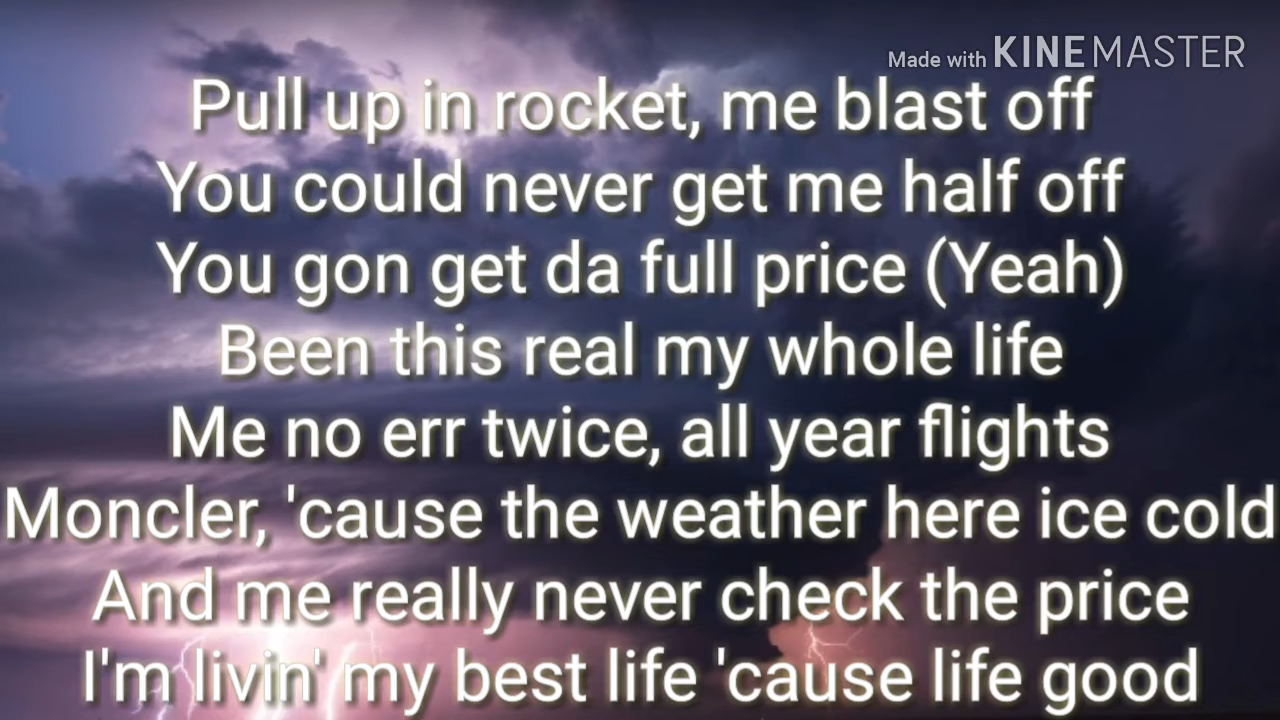 Made with KINEMASTER
Pull up in rocket, me blast off
You could never get me half off
You gon get da full price (Yeah)
Been this real my whole life
Me no err twice, all year flights
Moncler, 'cause the weather here ice cold
And me really never check the price
I'm livin' my best life 'cause life good